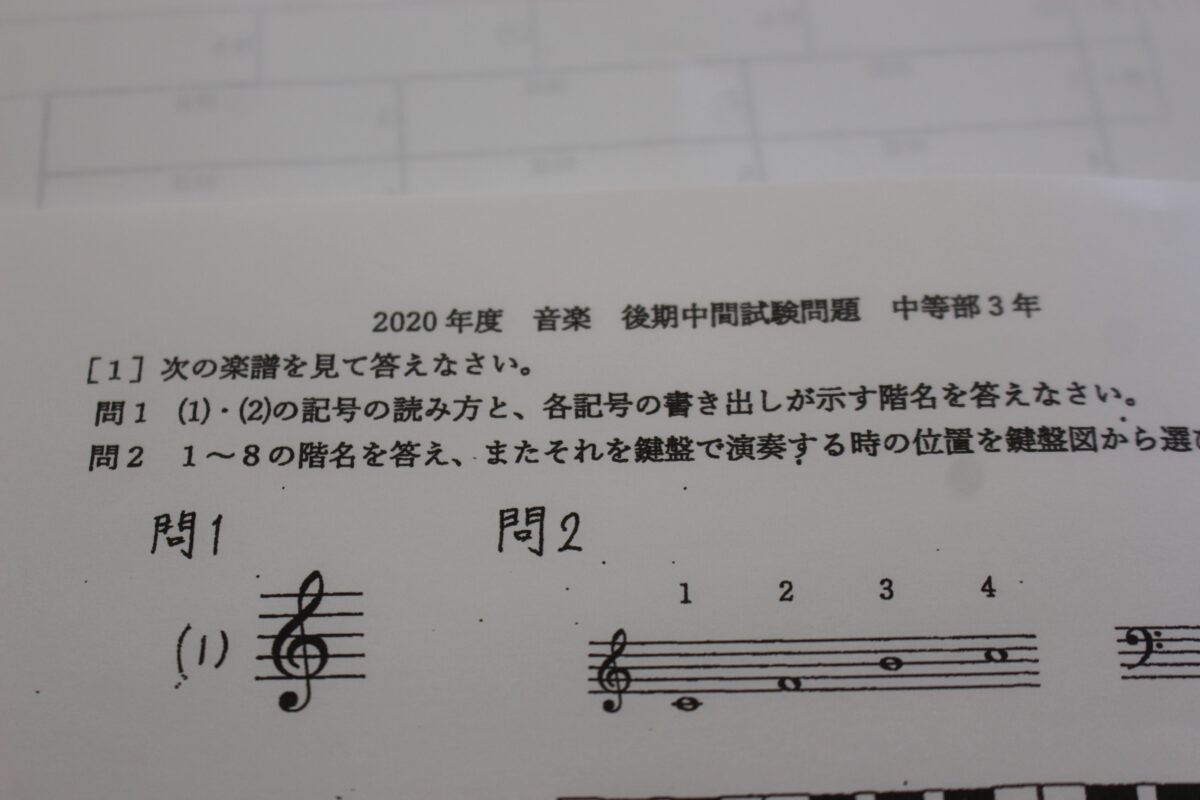 2020年度 音楽 後期中間試験問題 中等部3年
[1] 次の楽譜を見て答えなさい。
問1 (1)・(2)の記号の読み方と、各記号の書き出しが示す階名を答えなさい。
問2 1～8の階名を答え、またそれを鍵盤で演奏する時の位置を鍵盤図から選
問1 問2
1 2 3 4
(1)